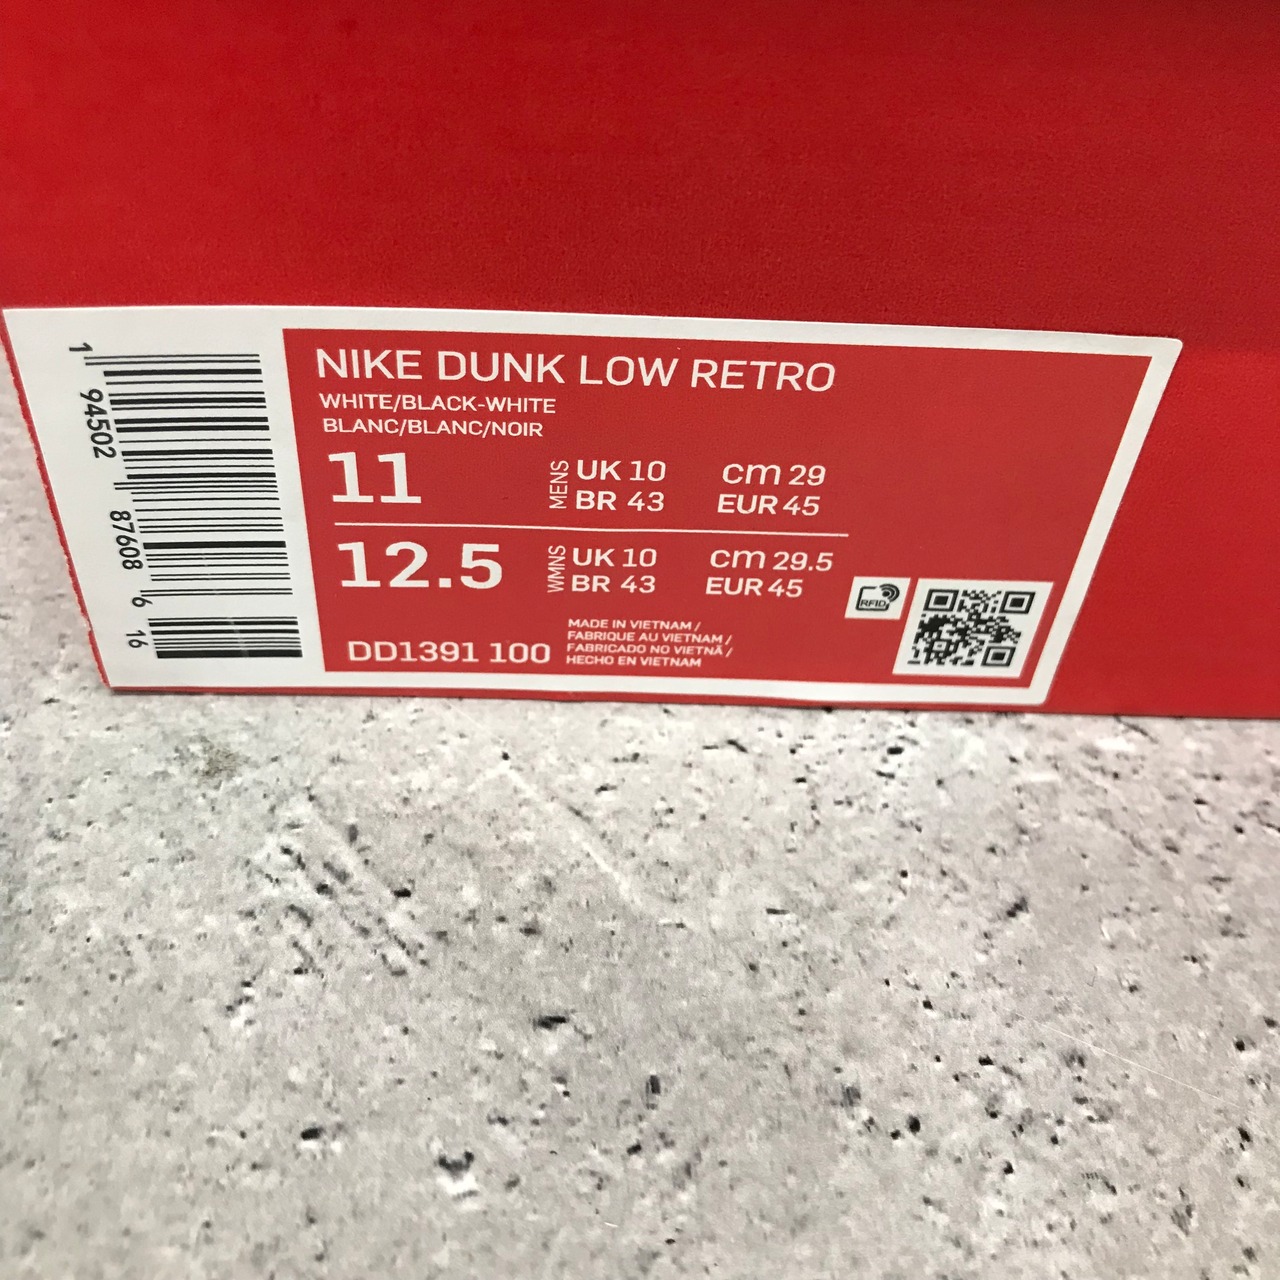 NIKE DUNK LOW RETRO
WHITE/BLACK-WHITE
BLANC/BLANC/NOIR
11 MENS UK 10 cm 29
BR 43 EUR 45
12.5 WMNS UK 10 cm 29.5
BR 43 EUR 45
DD1391 100
MADE IN VIETNAM /
FABRIQUE AU VIETNAM /
FABRICADO NO VIETNÃ /
HECHO EN VIETNAM
RFID
1 94502 87608 6 16